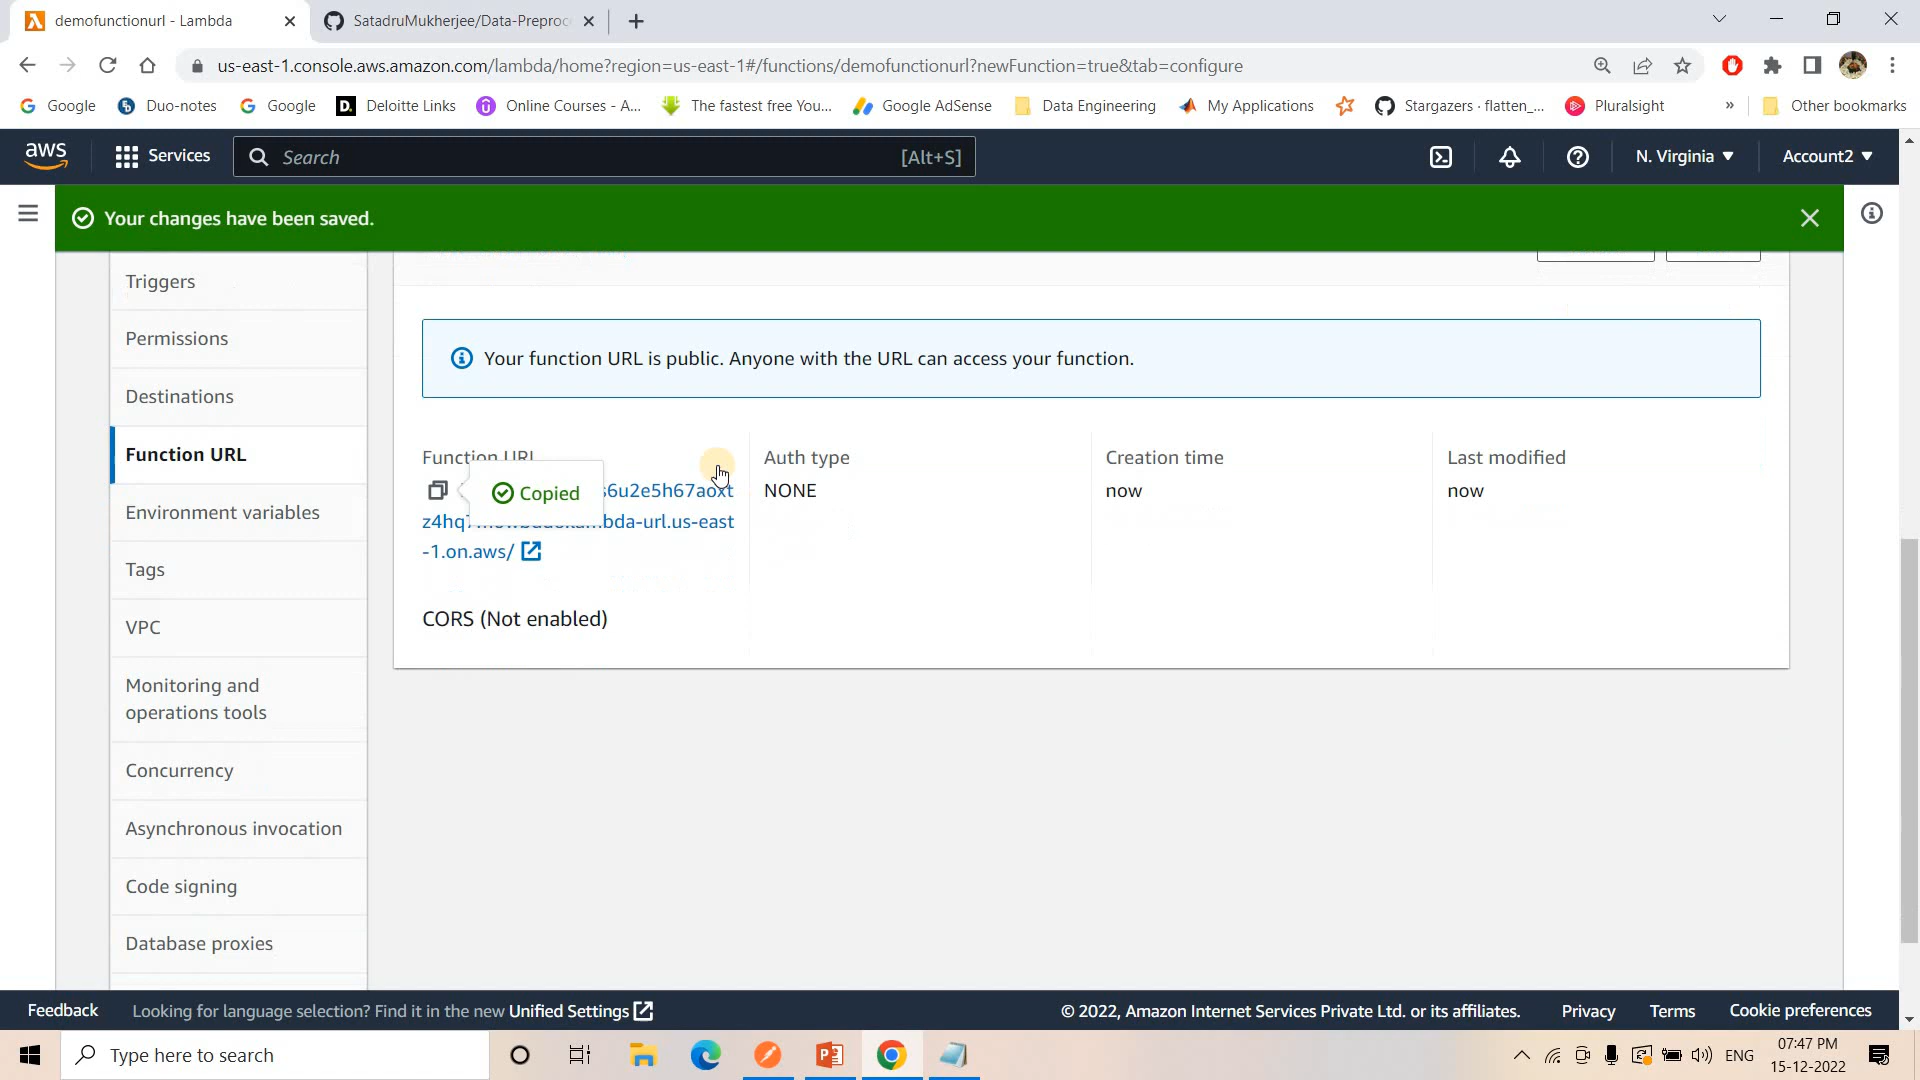 demofunctionurl - Lambda
SatadruMukherjee/Data-Preproc
us-east-1.console.aws.amazon.com/lambda/home?region=us-east-1#/functions/demofunctionurl?newFunction=true&tab=configure
Google
Duo-notes
Google
D.
Deloitte Links
Online Courses - A...
The fastest free You...
Google AdSense
Data Engineering
My Applications
Stargazers · flatten_...
Pluralsight
»
Other bookmarks
aws
Services
Search
[Alt+S]
N. Virginia
Account2
Your changes have been saved.
Triggers
Permissions
Destinations
Function URL
Environment variables
Tags
VPC
Monitoring and
operations tools
Concurrency
Asynchronous invocation
Code signing
Database proxies
Your function URL is public. Anyone with the URL can access your function.
Function URL
Copied
s6u2e5h67aoxt
z4hq
bda-url.us-east
-1.on.aws/
Auth type
NONE
Creation time
now
Last modified
now
CORS (Not enabled)
Feedback
Looking for language selection? Find it in the new Unified Settings
© 2022, Amazon Internet Services Private Ltd. or its affiliates.
Privacy
Terms
Cookie preferences
Type here to search
ENG
07:47 PM
15-12-2022